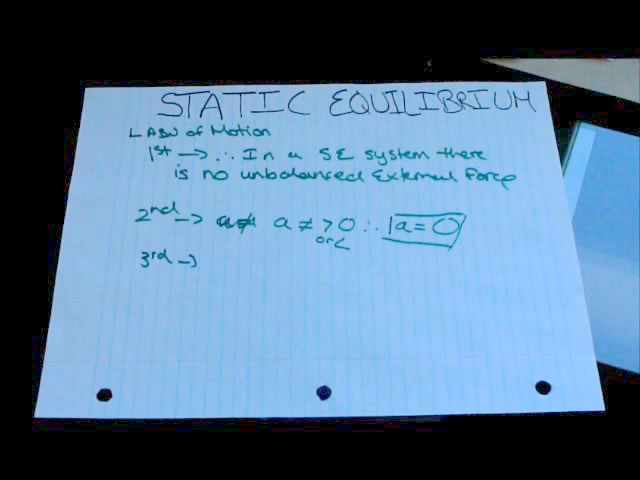 STATIC EQUILIBRIUM
LAWS of Motion
1st → ∴ In a SE system there
is no unbalanced External Force
2nd → a ≠ > 0 ∴ |a = 0|
or <
3rd →